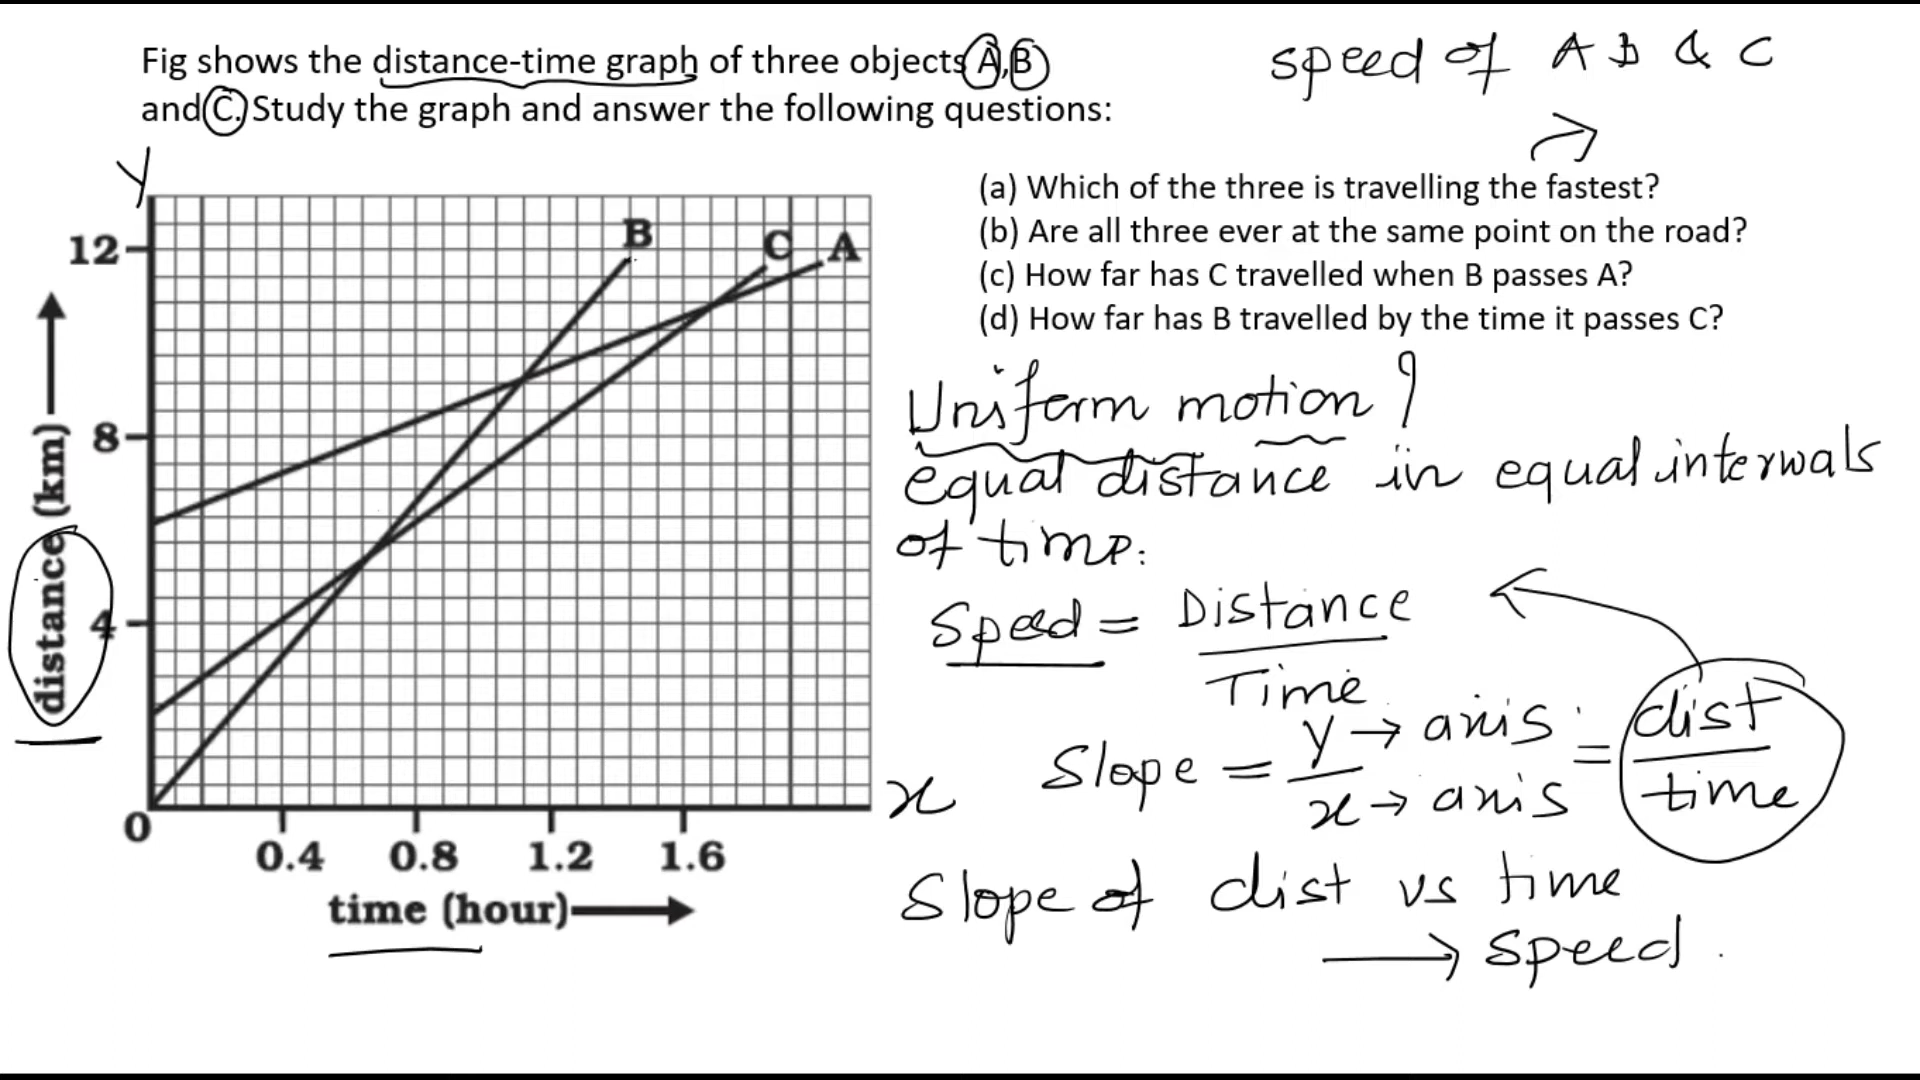 Fig shows the distance-time graph of three objects A,B
and C. Study the graph and answer the following questions:
speed of A B & C
(a) Which of the three is travelling the fastest?
(b) Are all three ever at the same point on the road?
(c) How far has C travelled when B passes A?
(d) How far has B travelled by the time it passes C?
Y
12
8
4
0
distance (km)
B
C
A
0.4 0.8 1.2 1.6
time (hour)
x
Uniform motion ?
equal distance in equal intervals
of time.
Speed = Distance
Time
Slope = y → axis = dist
x → axis time
Slope of dist vs time
→ speed.